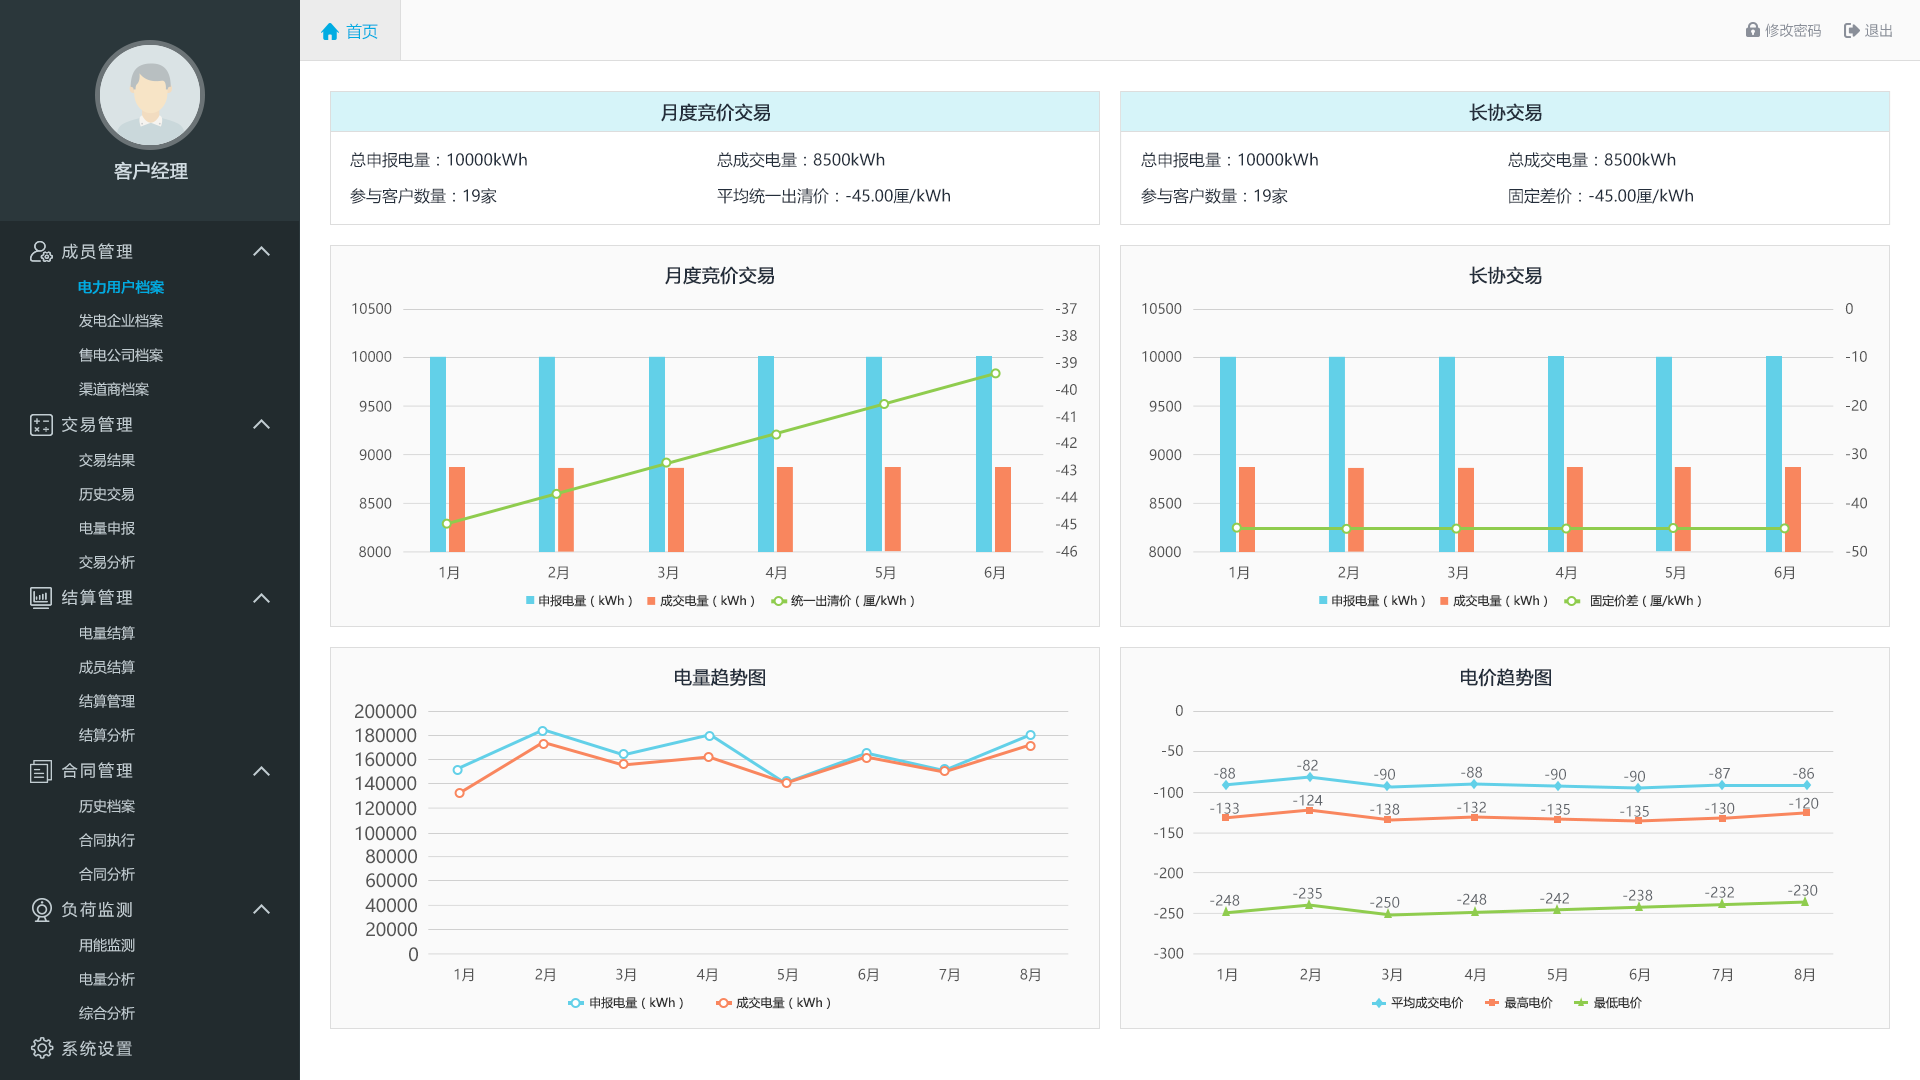 首页
修改密码
退出
客户经理
成员管理
电力用户档案
发电企业档案
售电公司档案
渠道商档案
交易管理
交易结果
历史交易
电量申报
交易分析
结算管理
电量结算
成员结算
结算管理
结算分析
合同管理
历史档案
合同执行
合同分析
负荷监测
用能监测
电量分析
综合分析
系统设置
月度竞价交易
总申报电量：10000kWh
总成交电量：8500kWh
参与客户数量：19家
平均统一出清价：-45.00厘/kWh
长协交易
总申报电量：10000kWh
总成交电量：8500kWh
参与客户数量：19家
固定差价：-45.00厘/kWh
月度竞价交易
10500
10000
9500
9000
8500
8000
-37
-38
-39
-40
-41
-42
-43
-44
-45
-46
1月 2月 3月 4月 5月 6月
申报电量（kWh） 成交电量（kWh） 统一出清价（厘/kWh）
长协交易
10500
10000
9500
9000
8500
8000
0
-10
-20
-30
-40
-50
1月 2月 3月 4月 5月 6月
申报电量（kWh） 成交电量（kWh） 固定价差（厘/kWh）
电量趋势图
200000
180000
160000
140000
120000
100000
80000
60000
40000
20000
0
1月 2月 3月 4月 5月 6月 7月 8月
申报电量（kWh） 成交电量（kWh）
电价趋势图
0
-50
-100
-150
-200
-250
-300
-88 -82 -90 -88 -90 -90 -87 -86
-133 -124 -138 -132 -135 -135 -130 -120
-248 -235 -250 -248 -242 -238 -232 -230
1月 2月 3月 4月 5月 6月 7月 8月
平均成交电价 最高电价 最低电价